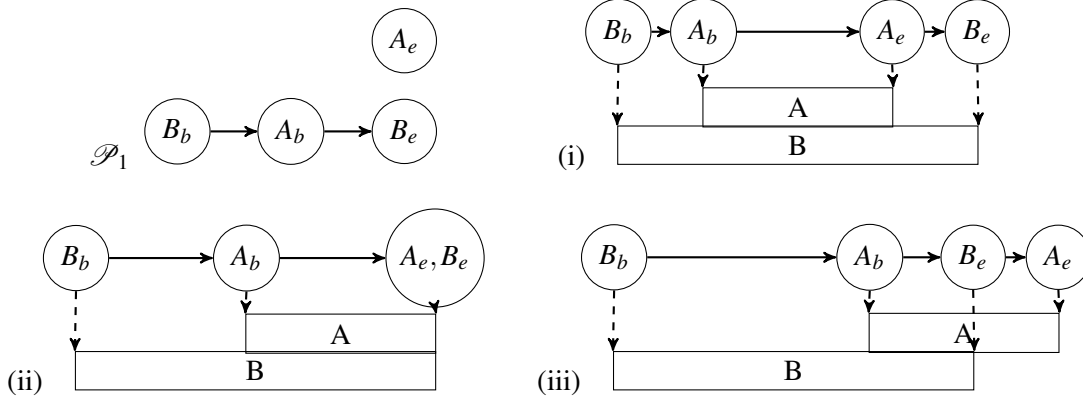 A_e
B_b A_b B_e
𝒫_1
B_b A_b A_e B_e
A
B
(i)
B_b A_b A_e, B_e
A
B
(ii)
B_b A_b B_e A_e
A
B
(iii)